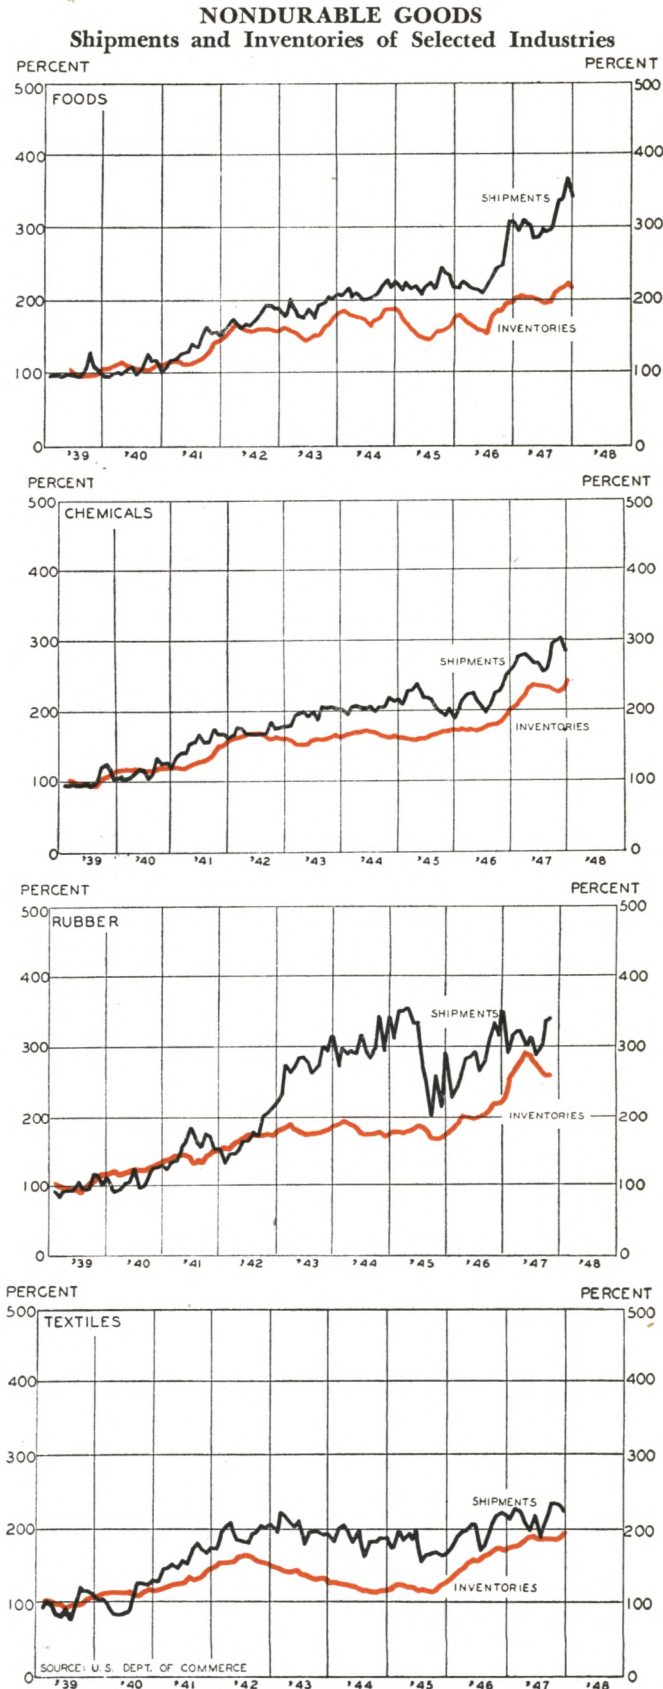 NONDURABLE GOODS
Shipments and Inventories of Selected Industries
PERCENT PERCENT
500 FOODS 500
400 400
SHIPMENTS
300 300
200 200
INVENTORIES
100 100
0 0
'39 '40 '41 '42 '43 '44 '45 '46 '47 '48
PERCENT PERCENT
500 500
CHEMICALS
400 400
300 300
SHIPMENTS
200 200
INVENTORIES
100 100
0 0
'39 '40 '41 '42 '43 '44 '45 '46 '47 '48
PERCENT PERCENT
500 500
RUBBER
400 400
SHIPMENTS
300 300
200 INVENTORIES 200
100 100
0 0
'39 '40 '41 '42 '43 '44 '45 '46 '47 '48
PERCENT PERCENT
500 500
TEXTILES
400 400
300 300
SHIPMENTS
200 200
INVENTORIES
100 100
SOURCE: U.S. DEPT. OF COMMERCE
0 0
'39 '40 '41 '42 '43 '44 '45 '46 '47 '48